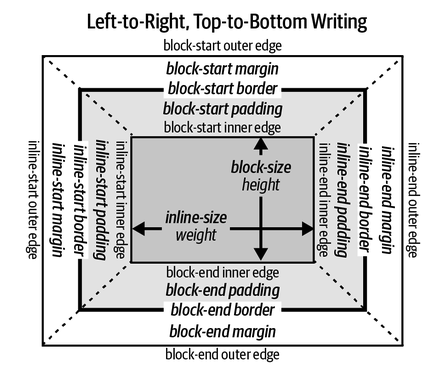 Left-to-Right, Top-to-Bottom Writing
block-start outer edge
block-start margin
block-start border
block-start padding
block-start inner edge
inline-start outer edge
inline-start margin
inline-start border
inline-start padding
inline-start inner edge
block-size
height
inline-size
weight
inline-end inner edge
inline-end padding
inline-end border
inline-end margin
inline-end outer edge
block-end inner edge
block-end padding
block-end border
block-end margin
block-end outer edge